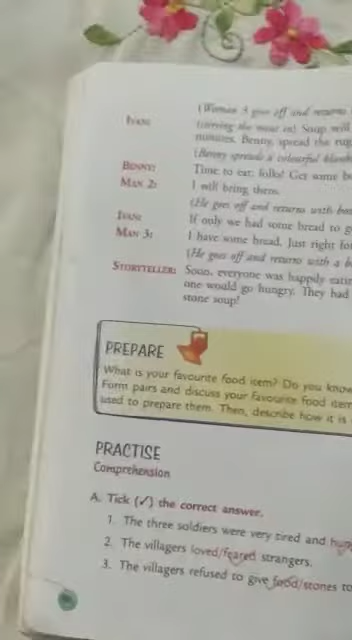 (Woman 3 goes off and returns
IVAN: (stirring the meat in) Soup will
minutes. Benny, spread the rug
(Benny spreads a colourful blank
BENNY: Time to eat, folks! Get some b
MAN 2: I will bring them.
(He goes off and returns with bow
IVAN: If only we had some bread to g
MAN 3: I have some bread. Just right for
(He goes off and returns with a b
STORYTELLER: Soon, everyone was happily eatin
one would go hungry. They had
stone soup!
PREPARE
What is your favourite food item? Do you know
Form pairs and discuss your favourite food item
used to prepare them. Then, describe how it is
PRACTISE
Comprehension
A. Tick (✓) the correct answer.
1. The three soldiers were very tired and hun
2. The villagers loved/feared strangers.
3. The villagers refused to give food/stones to